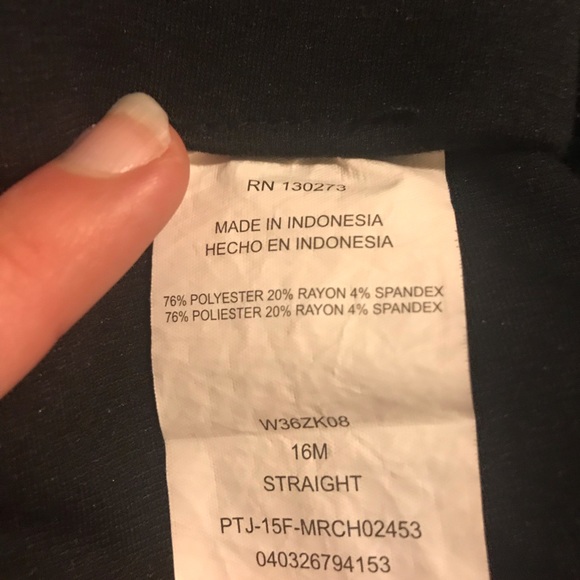 RN 130273
MADE IN INDONESIA
HECHO EN INDONESIA
76% POLYESTER 20% RAYON 4% SPANDEX
76% POLIESTER 20% RAYON 4% SPANDEX
W36ZK08
16M
STRAIGHT
PTJ-15F-MRCH02453
040326794153